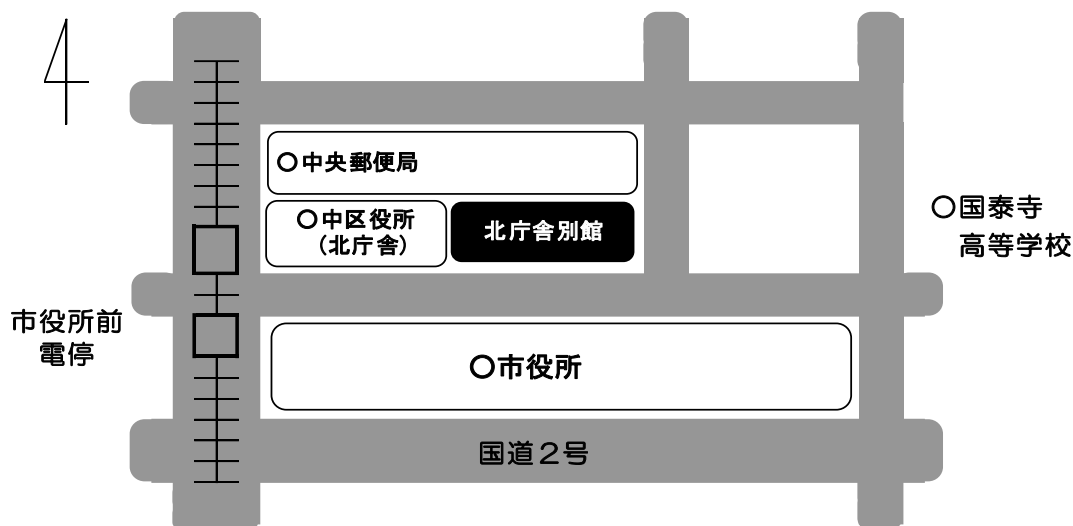 ○中央郵便局
○中区役所
(北庁舎)
北庁舎別館
○国泰寺
高等学校
市役所前
電停
○市役所
国道2号